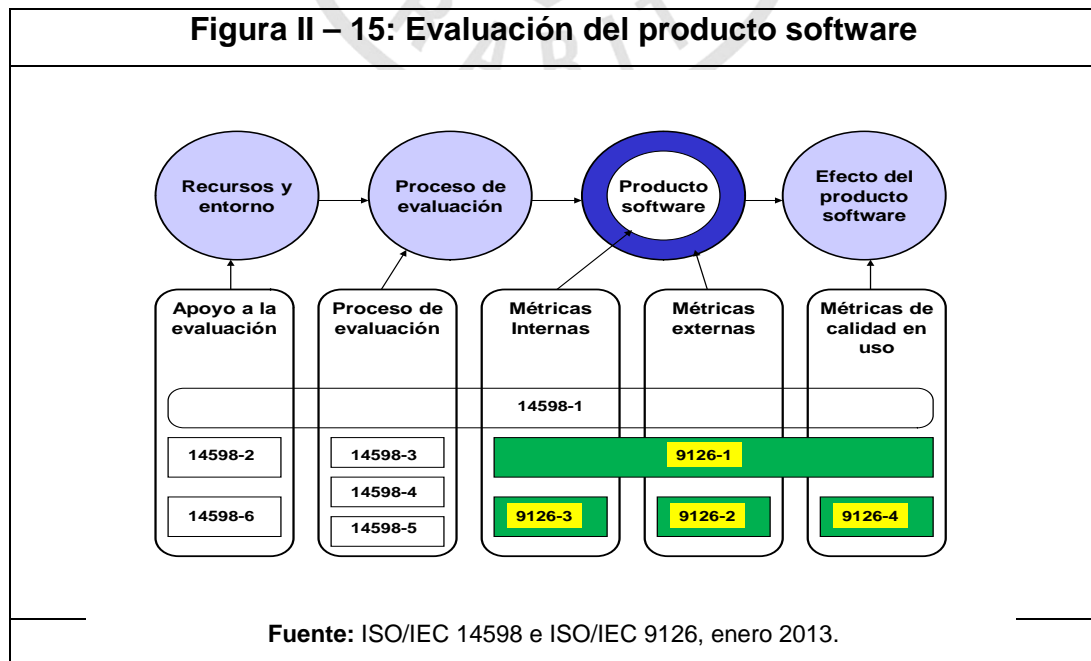 Figura II – 15: Evaluación del producto software
Recursos y
entorno
Proceso de
evaluación
Producto
software
Efecto del
producto
software
Apoyo a la
evaluación
Proceso de
evaluación
Métricas
Internas
Métricas
externas
Métricas de
calidad en
uso
14598-1
14598-2
14598-3
9126-1
14598-4
14598-6
14598-5
9126-3
9126-2
9126-4
Fuente: ISO/IEC 14598 e ISO/IEC 9126, enero 2013.